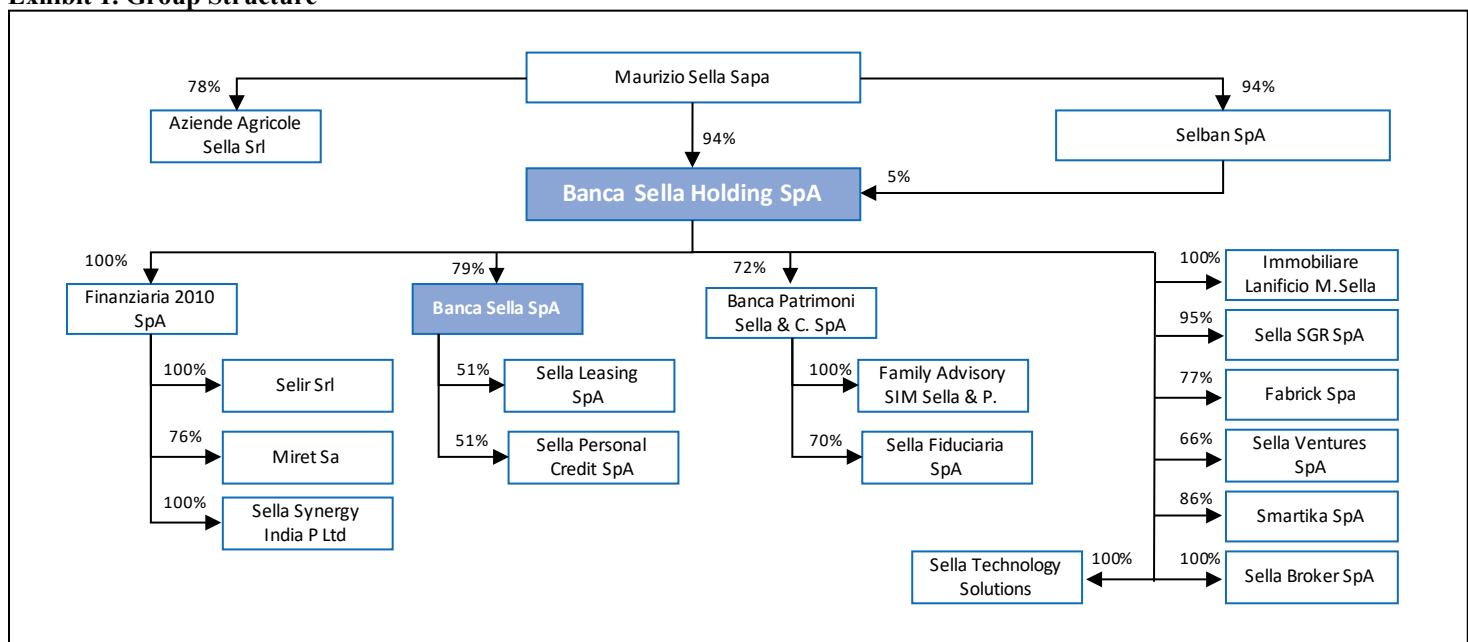 Exhibit 1. Group Structure
Maurizio Sella Sapa
78%
94%
Aziende Agricole
Sella Srl
94%
Selban SpA
Banca Sella Holding SpA
5%
100%
79%
72%
100%
Finanziaria 2010
SpA
Banca Sella SpA
Banca Patrimoni
Sella & C. SpA
Immobiliare
Lanificio M.Sella
95%
Sella SGR SpA
100%
Selir Srl
51%
Sella Leasing
SpA
100%
Family Advisory
SIM Sella & P.
77%
Fabrick Spa
76%
Miret Sa
51%
Sella Personal
Credit SpA
70%
Sella Fiduciaria
SpA
66%
Sella Ventures
SpA
100%
Sella Synergy
India P Ltd
86%
Smartika SpA
Sella Technology
Solutions
100%
100%
Sella Broker SpA